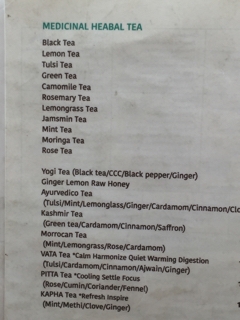 MEDICINAL HEABAL TEA
Black Tea
Lemon Tea
Tulsi Tea
Green Tea
Camomile Tea
Rosemary Tea
Lemongrass Tea
Jamsmin Tea
Mint Tea
Moringa Tea
Rose Tea
Yogi Tea (Black tea/CCC/Black pepper/Ginger)
Ginger Lemon Raw Honey
Ayurvedico Tea
(Tulsi/Mint/Lemonglass/Ginger/Cardamom/Cinnamon/Clo
Kashmir Tea
(Green tea/Cardamom/Cinnamon/Saffron)
Morrocan Tea
(Mint/Lemongrass/Rose/Cardamom)
VATA Tea *Calm Harmonize Quiet Warming Digestion
(Tulsi/Cardamom/Cinnamon/Ajwain/Ginger)
PITTA Tea *Cooling Settle Focus
(Rose/Cumin/Coriander/Fennel)
KAPHA Tea *Refresh Inspire
(Mint/Methi/Clove/Ginger)